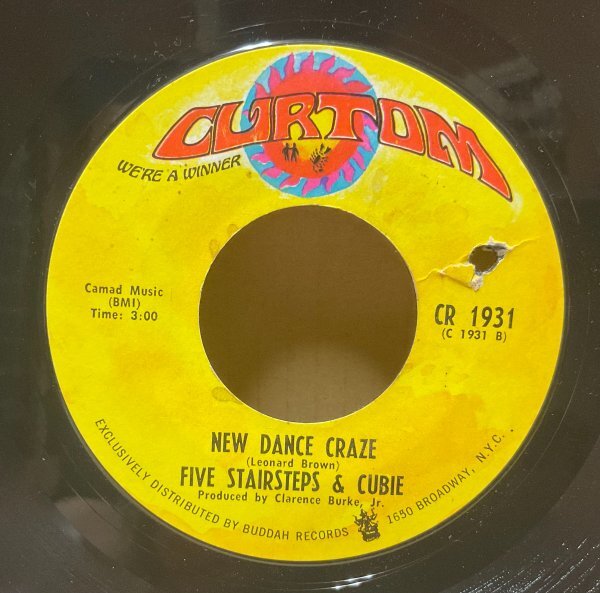 CURTOM
WE'RE A WINNER
Camad Music
(BMI)
Time: 3:00
CR 1931
(C 1931 B)
NEW DANCE CRAZE
(Leonard Brown)
FIVE STAIRSTEPS & CUBIE
Produced by Clarence Burke, Jr.
EXCLUSIVELY DISTRIBUTED BY BUDDAH RECORDS 1650 BROADWAY, N.Y.C.